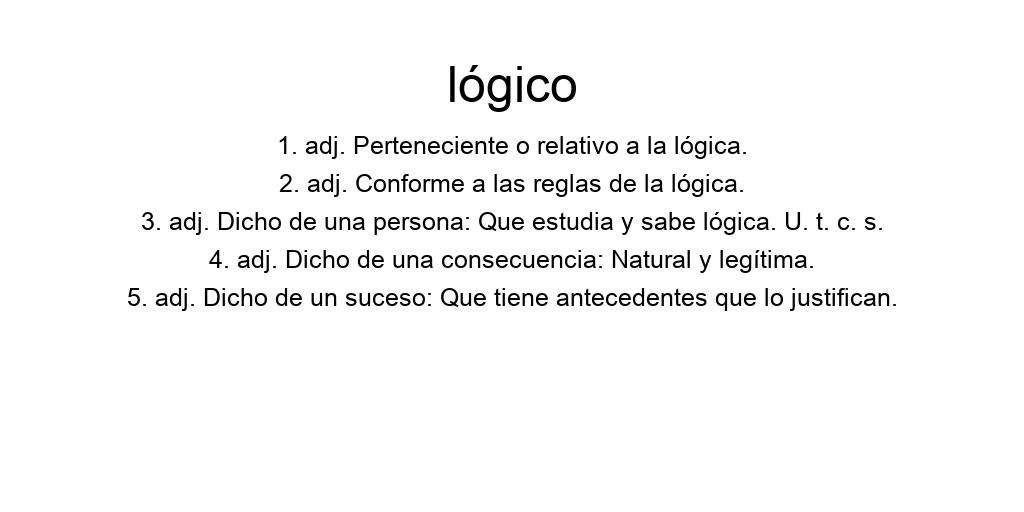 lógico
1. adj. Perteneciente o relativo a la lógica.
2. adj. Conforme a las reglas de la lógica.
3. adj. Dicho de una persona: Que estudia y sabe lógica. U. t. c. s.
4. adj. Dicho de una consecuencia: Natural y legítima.
5. adj. Dicho de un suceso: Que tiene antecedentes que lo justifican.